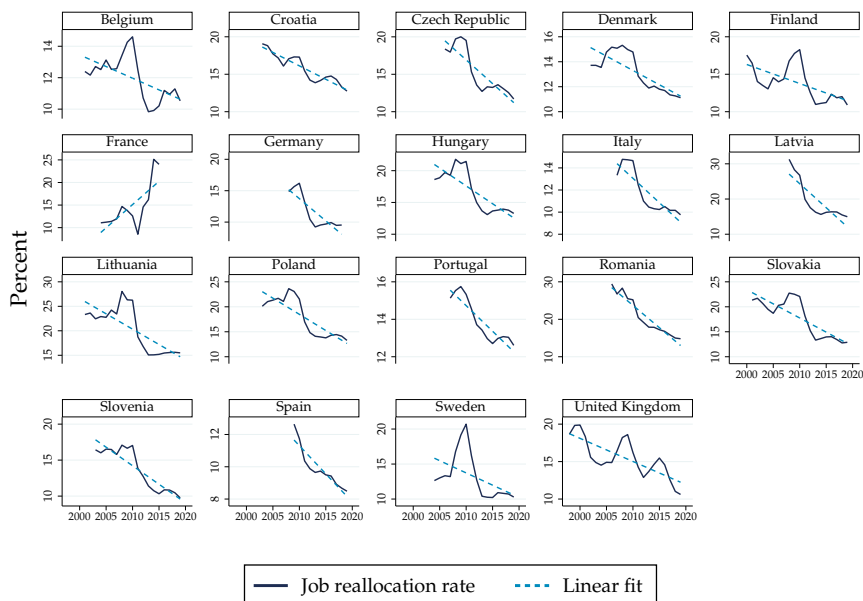 Belgium Croatia Czech Republic Denmark Finland
10 12 14
10 15 20
10 15 20
10 12 14 16
10 15 20
France Germany Hungary Italy Latvia
10 15 20 25
10 15 20
10 15 20
8 10 12 14
10 20 30
Percent
Lithuania Poland Portugal Romania Slovakia
15 20 25 30
10 15 20 25
12 14 16
10 20 30
10 15 20 25
2000 2005 2010 2015 2020
Slovenia Spain Sweden United Kingdom
10 15 20
8 10 12
10 15 20
10 15 20
2000 2005 2010 2015 2020 2000 2005 2010 2015 2020 2000 2005 2010 2015 2020 2000 2005 2010 2015 2020
Job reallocation rate Linear fit